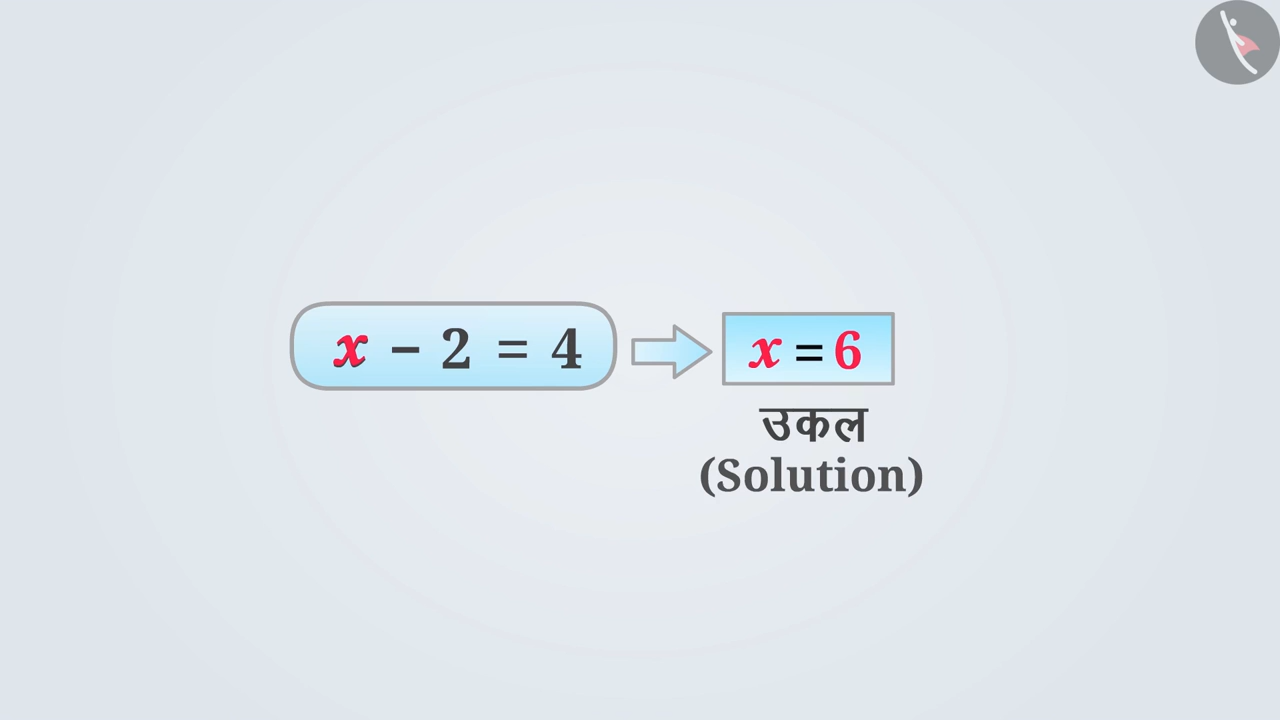 x − 2 = 4
x = 6
उकल
(Solution)